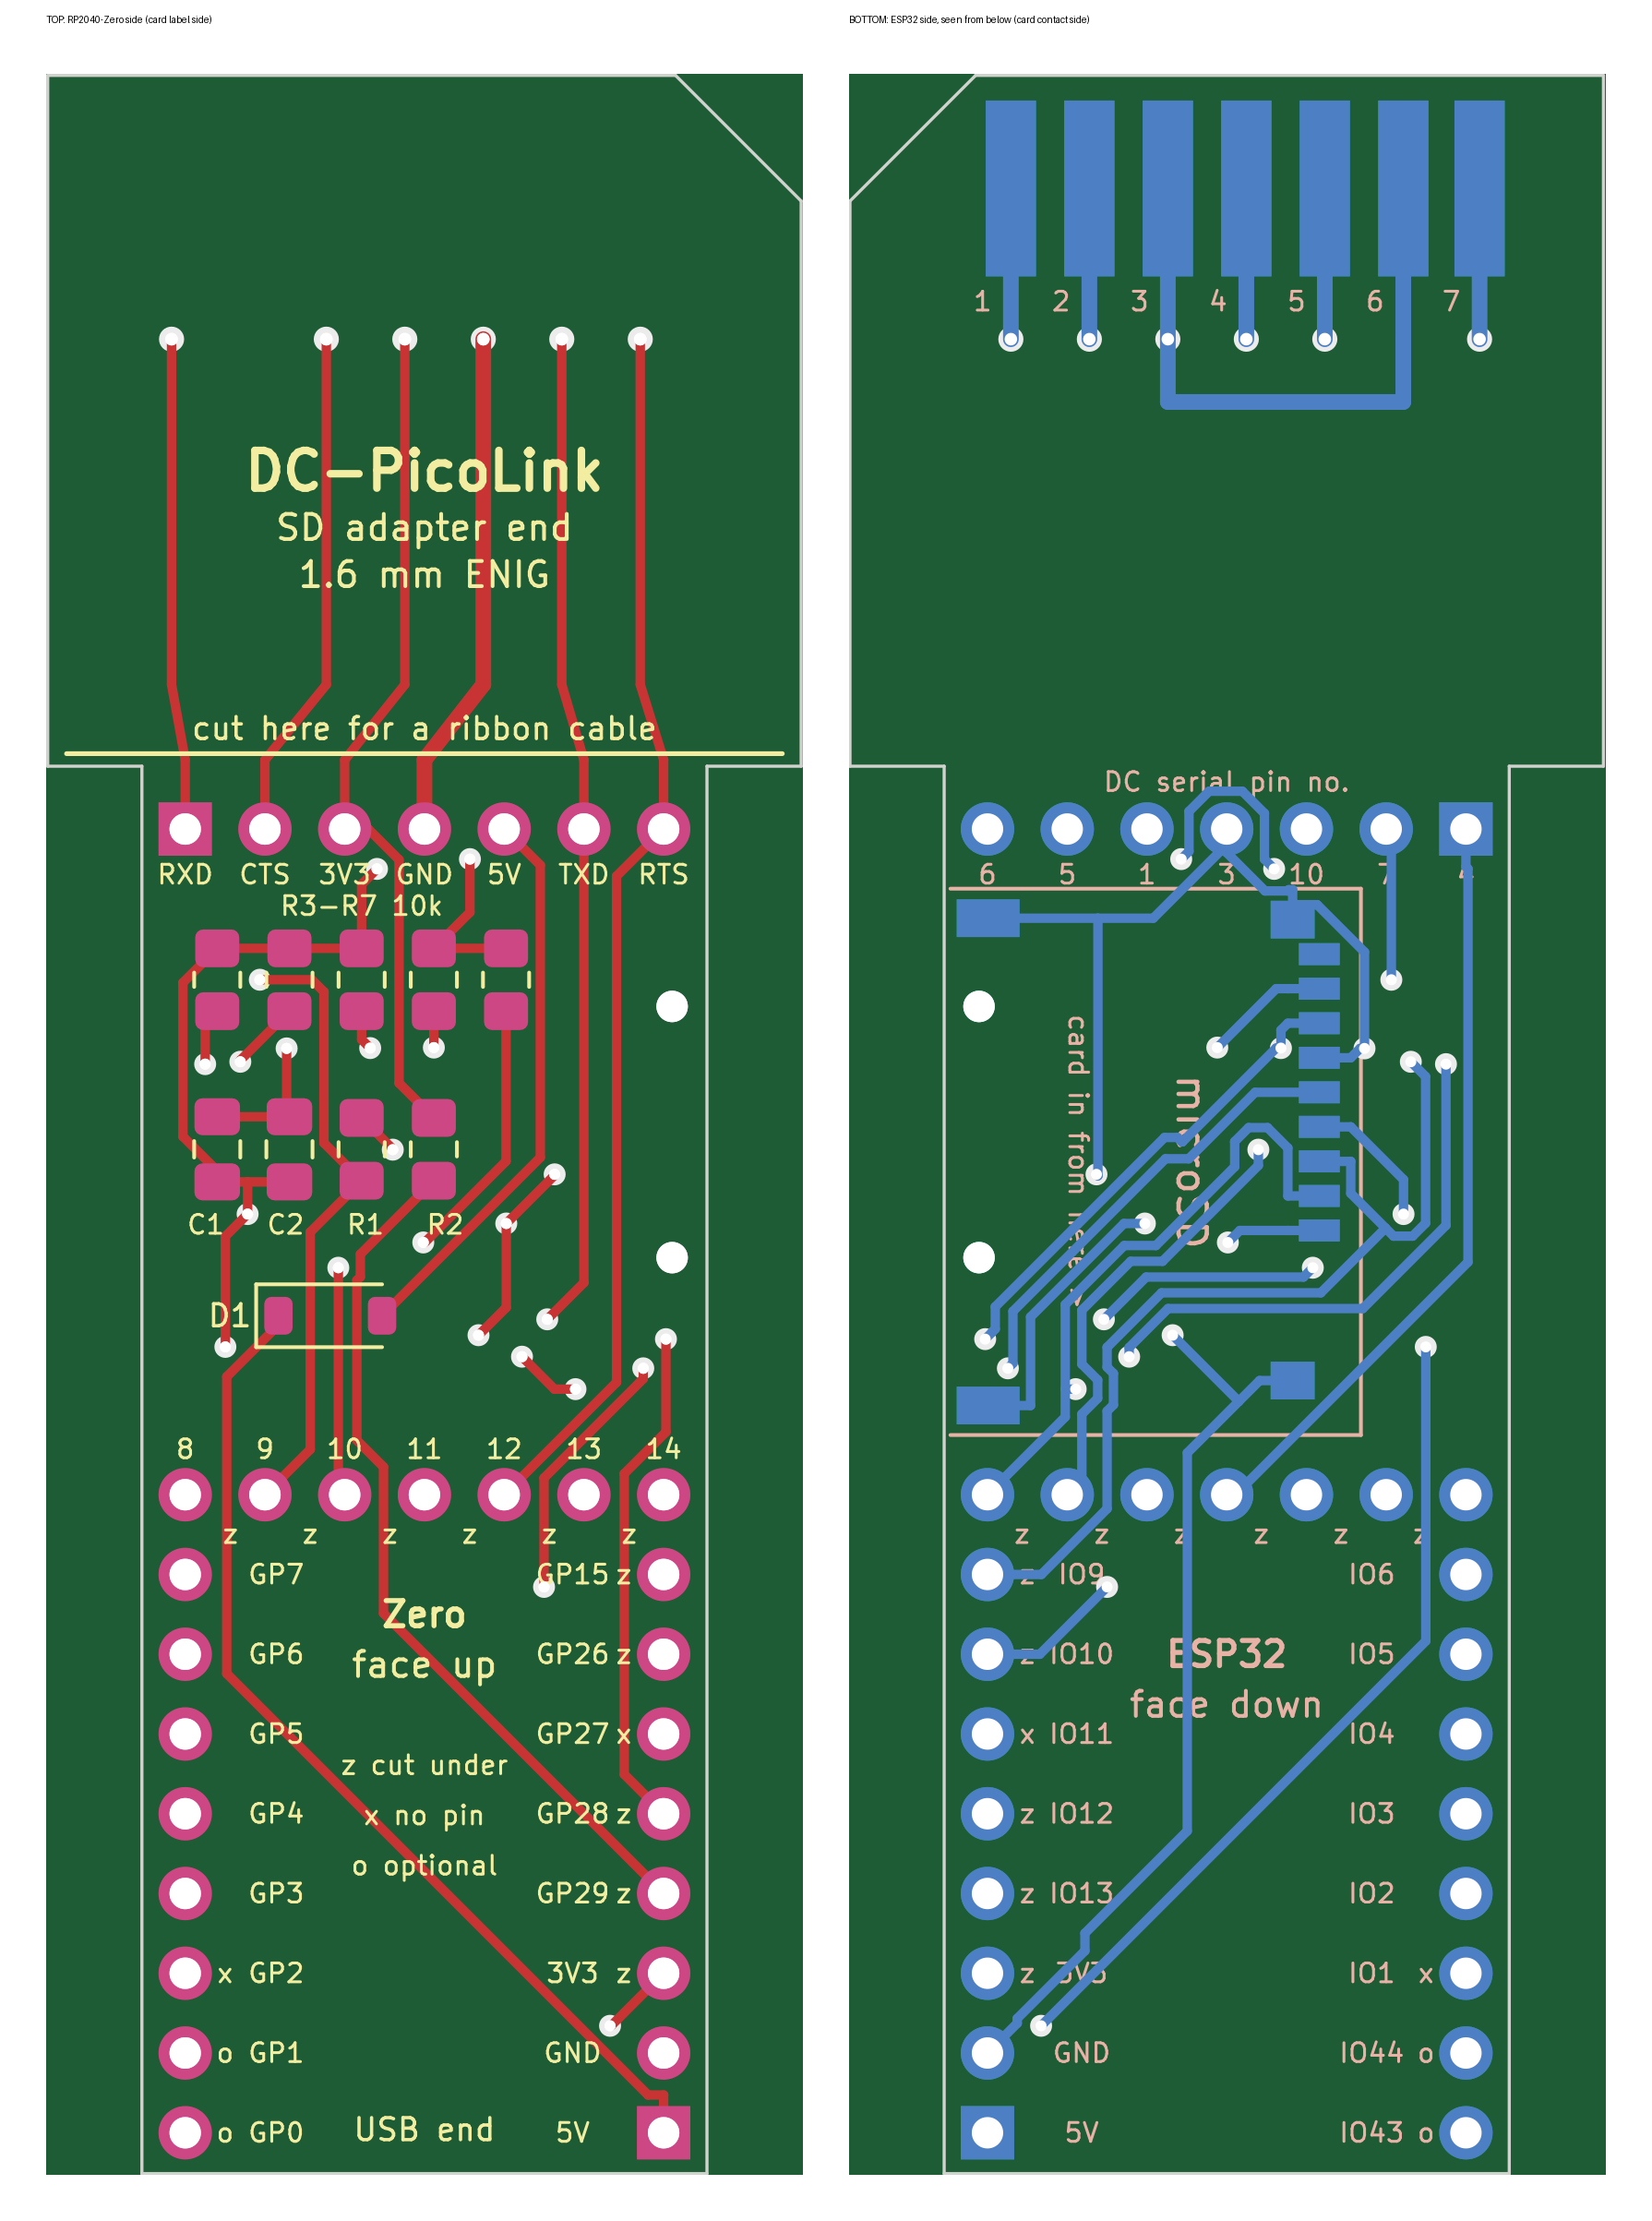 TOP: RP2040-Zero side (card label side)
DC-PicoLink
SD adapter end
1.6 mm ENIG
cut here for a ribbon cable
RXD CTS 3V3 GND 5V TXD RTS
R3-R7 10k
C1 C2 R1 R2
D1
8 9 10 11 12 13 14
z z z z z z
GP7 GP15 z
Zero
GP6 face up GP26 z
GP5 GP27 x
z cut under
GP4 x no pin GP28 z
o optional
GP3 GP29 z
x GP2 3V3 z
o GP1 GND
o GP0 USB end 5V
BOTTOM: ESP32 side, seen from below (card contact side)
1 2 3 4 5 6 7
DC serial pin no.
6 5 1 3 10 7 4
card in from here
microSD
z z z z z z
z IO9 IO6
z IO10 ESP32 IO5
face down
x IO11 IO4
z IO12 IO3
z IO13 IO2
z 3V3 IO1 x
GND IO44 o
5V IO43 o